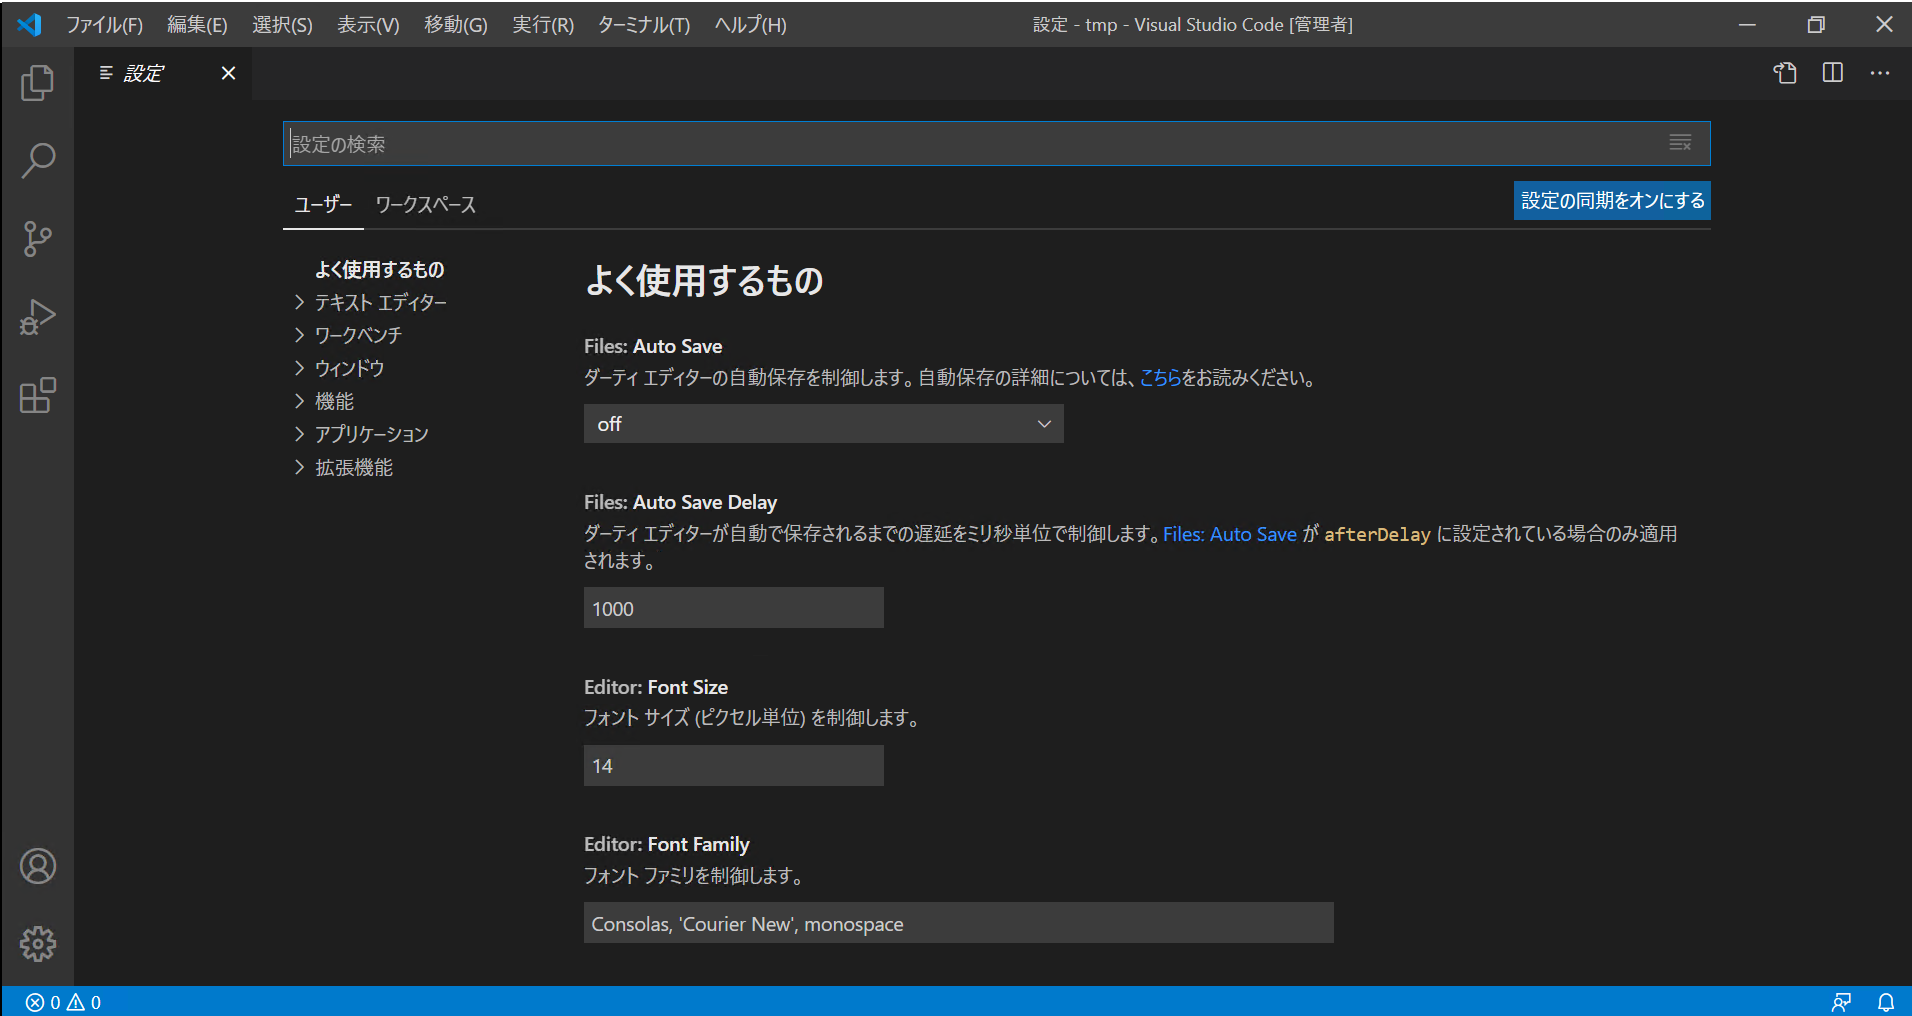 ファイル(F) 編集(E) 選択(S) 表示(V) 移動(G) 実行(R) ターミナル(T) ヘルプ(H) 設定 - tmp - Visual Studio Code [管理者]
設定
設定の検索
ユーザー ワークスペース 設定の同期をオンにする
よく使用するもの
テキスト エディター
ワークベンチ
ウィンドウ
機能
アプリケーション
拡張機能
よく使用するもの
Files: Auto Save
ダーティ エディターの自動保存を制御します。自動保存の詳細については、こちらをお読みください。
off
Files: Auto Save Delay
ダーティ エディターが自動で保存されるまでの遅延をミリ秒単位で制御します。Files: Auto Save が afterDelay に設定されている場合のみ適用
されます。
1000
Editor: Font Size
フォント サイズ (ピクセル単位) を制御します。
14
Editor: Font Family
フォント ファミリを制御します。
Consolas, 'Courier New', monospace
0 0